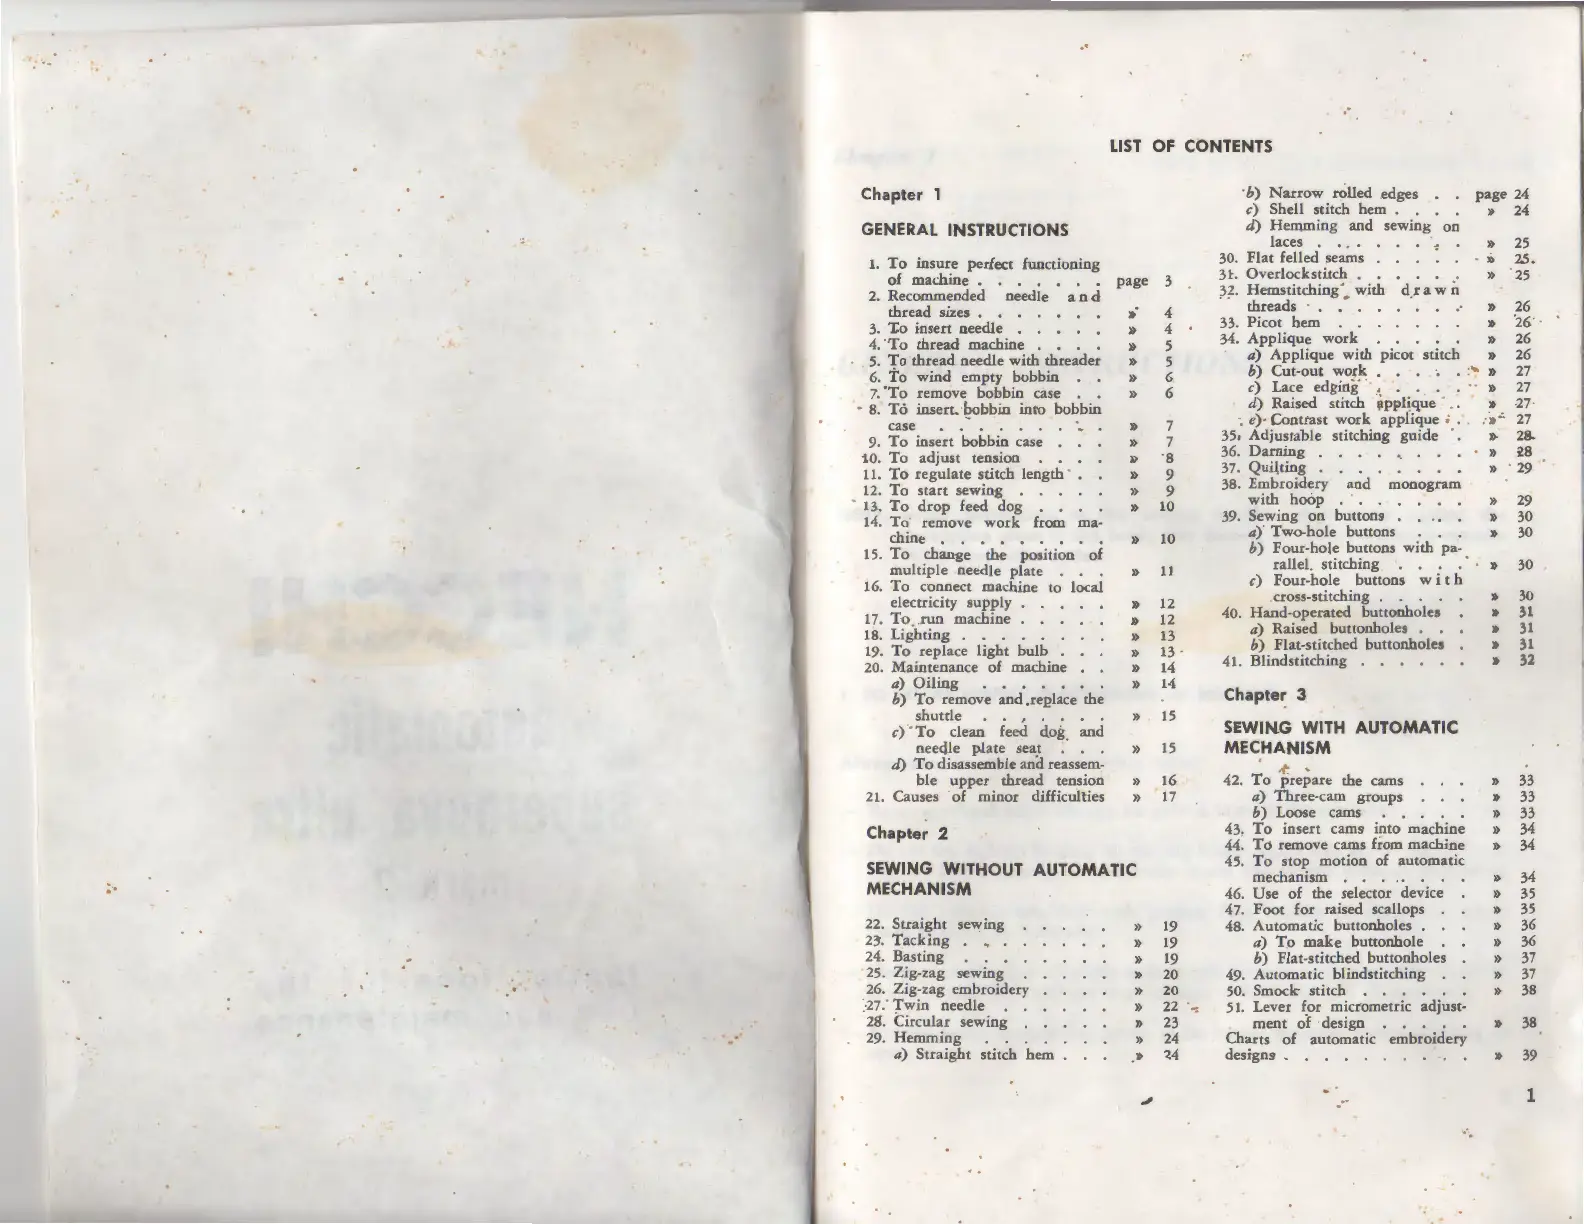 LIST OF CONTENTS
Chapter 1
GENERAL INSTRUCTIONS
1. To insure perfect functioning
of machine . . . . . . . page 3
2. Recommended needle and
thread sizes . . . . . . . » 4
3. To insert needle . . . . . » 4
4. To thread machine . . . . » 5
5. To thread needle with threader » 5
6. To wind empty bobbin . . » 6
7. To remove bobbin case . . » 6
8. To insert bobbin into bobbin
case . . . . . . . . . » 7
9. To insert bobbin case . . . » 7
10. To adjust tension . . . . » 8
11. To regulate stitch length . . » 9
12. To start sewing . . . . . » 9
13. To drop feed dog . . . . » 10
14. To remove work from ma-
chine . . . . . . . . . » 10
15. To change the position of
multiple needle plate . . . » 11
16. To connect machine to local
electricity supply . . . . . » 12
17. To run machine . . . . . » 12
18. Lighting . . . . . . . . » 13
19. To replace light bulb . . . » 13
20. Maintenance of machine . . » 14
a) Oiling . . . . . . . » 14
b) To remove and replace the
shuttle . . . . . . . » 15
c) To clean feed dog and
needle plate seat . . . » 15
d) To disassemble and reassem-
ble upper thread tension » 16
21. Causes of minor difficulties » 17
Chapter 2
SEWING WITHOUT AUTOMATIC
MECHANISM
22. Straight sewing . . . . . » 19
23. Tacking . . . . . . . . » 19
24. Basting . . . . . . . . » 19
25. Zig-zag sewing . . . . . » 20
26. Zig-zag embroidery . . . . » 20
27. Twin needle . . . . . . » 22
28. Circular sewing . . . . . » 23
29. Hemming . . . . . . . » 24
a) Straight stitch hem . . . » 24
b) Narrow rolled edges . . page 24
c) Shell stitch hem . . . . » 24
d) Hemming and sewing on
laces . . . . . . . . » 25
30. Flat felled seams . . . . . » 25
31. Overlockstitch . . . . . . » 25
32. Hemstitching with drawn
threads . . . . . . . . » 26
33. Picot hem . . . . . . . » 26
34. Applique work . . . . . » 26
a) Applique with picot stitch » 26
b) Cut-out work . . . . . » 27
c) Lace edging . . . . . » 27
d) Raised stitch applique . . » 27
e) Contrast work applique . . » 27
35. Adjustable stitching guide . » 28
36. Darning . . . . . . . . » 28
37. Quilting . . . . . . . . » 29
38. Embroidery and monogram
with hoop . . . . . . . » 29
39. Sewing on buttons . . . . » 30
a) Two-hole buttons . . . » 30
b) Four-hole buttons with pa-
rallel stitching . . . . » 30
c) Four-hole buttons with
cross-stitching . . . . . » 30
40. Hand-operated buttonholes . » 31
a) Raised buttonholes . . . » 31
b) Flat-stitched buttonholes . » 31
41. Blindstitching . . . . . . » 32
Chapter 3
SEWING WITH AUTOMATIC
MECHANISM
42. To prepare the cams . . . » 33
a) Three-cam groups . . . » 33
b) Loose cams . . . . . » 33
43. To insert cams into machine » 34
44. To remove cams from machine » 34
45. To stop motion of automatic
mechanism . . . . . . . » 34
46. Use of the selector device . » 35
47. Foot for raised scallops . . » 35
48. Automatic buttonholes . . . » 36
a) To make buttonhole . . » 36
b) Flat-stitched buttonholes . » 37
49. Automatic blindstitching . . » 37
50. Smock stitch . . . . . . » 38
51. Lever for micrometric adjust-
ment of design . . . . . » 38
Charts of automatic embroidery
designs . . . . . . . . . . » 39
1